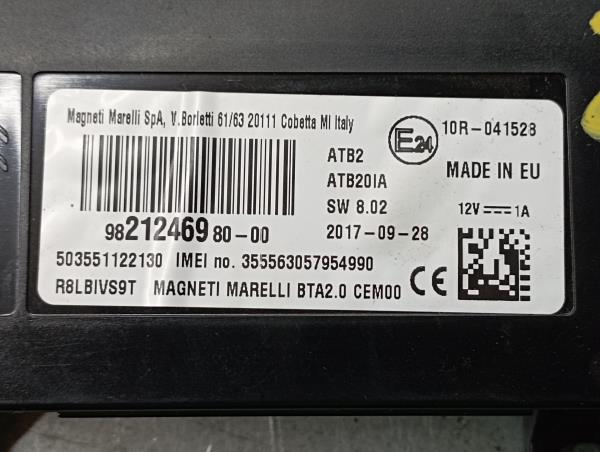 Magneti Marelli SpA, V.Borletti 61/63 20111 Cobetta MI Italy
E24
10R-041528
ATB2
ATB20IA
MADE IN EU
SW 8.02
12V 1A
9821246980-00
2017-09-28
503551122130 IMEI no. 355563057954990
R8LBIVS9T MAGNETI MARELLI BTA2.0 CEM00 CE